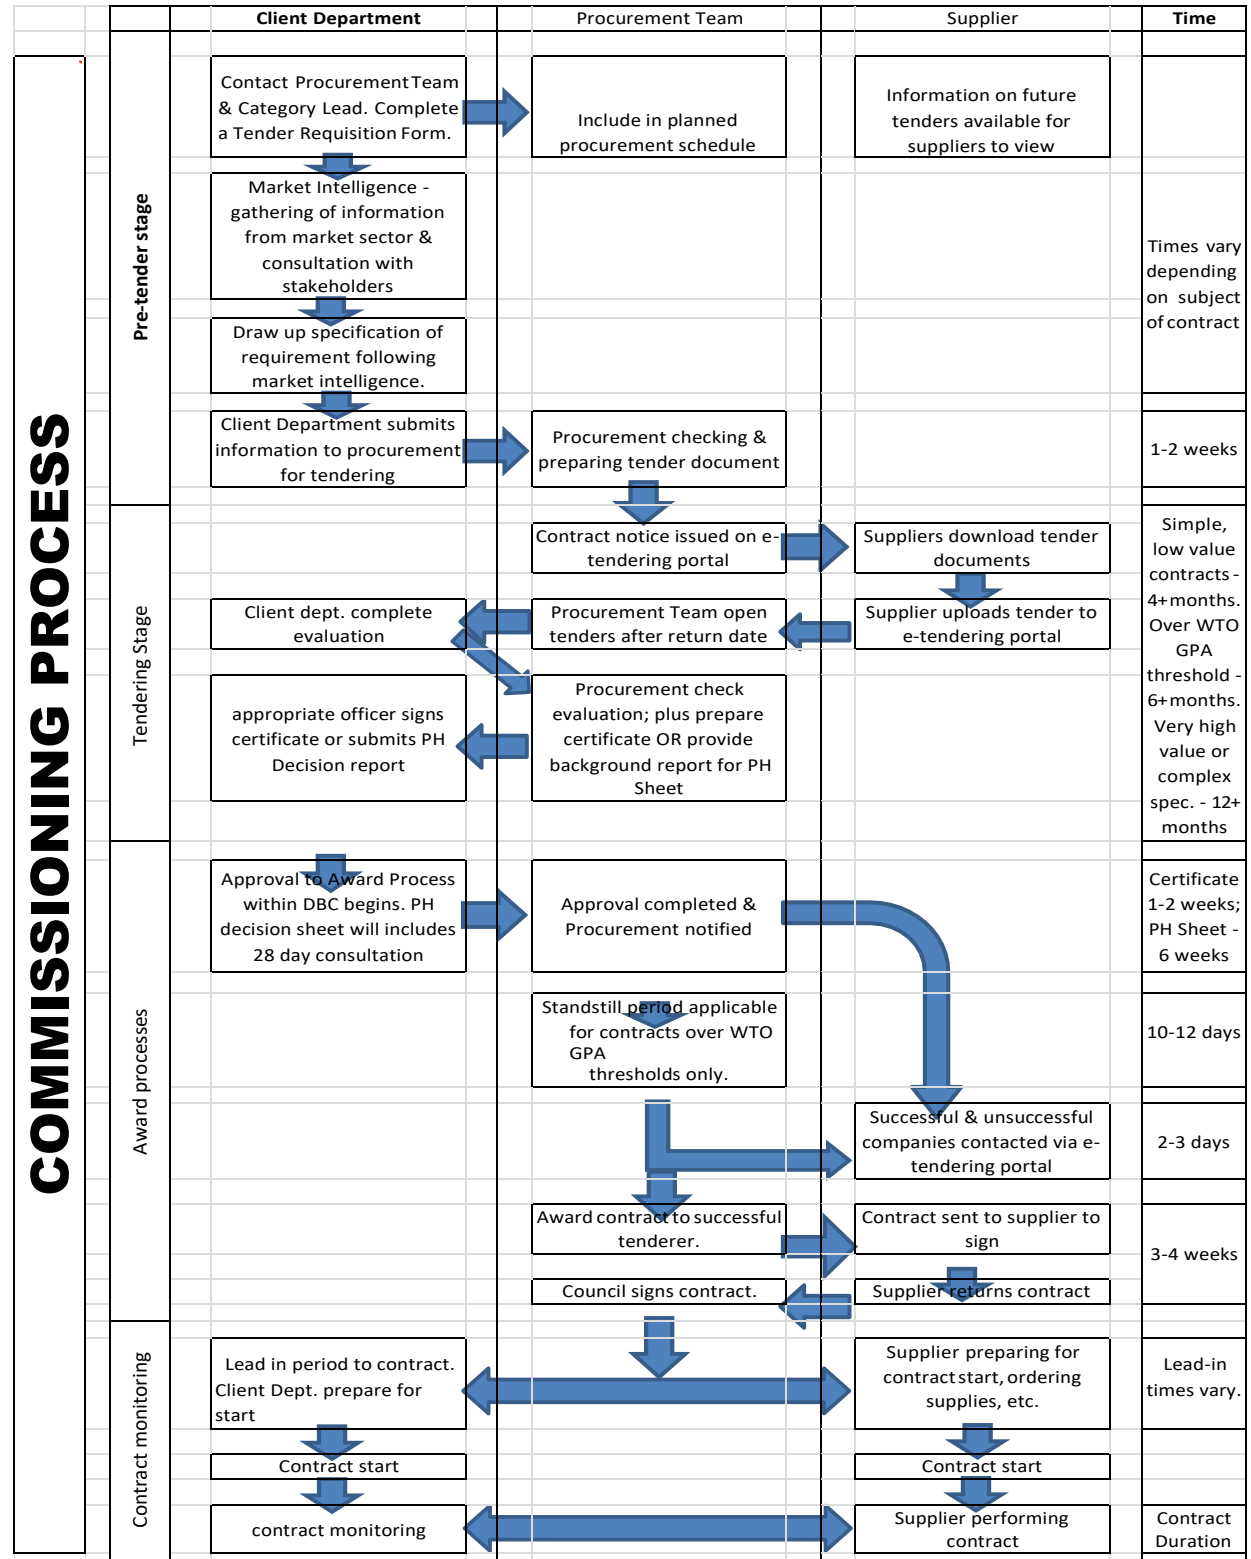 Client Department
Procurement Team
Supplier
Time
COMMISSIONING PROCESS
Pre-tender stage
Contact Procurement Team
& Category Lead. Complete
a Tender Requisition Form.
Include in planned
procurement schedule
Information on future
tenders available for
suppliers to view
Market Intelligence -
gathering of information
from market sector &
consultation with
stakeholders
Times vary
depending
on subject
of contract
Draw up specification of
requirement following
market intelligence.
Client Department submits
information to procurement
for tendering
Procurement checking &
preparing tender document
1-2 weeks
Tendering Stage
Contract notice issued on e-
tendering portal
Suppliers download tender
documents
Simple,
low value
contracts -
4+months.
Over WTO
GPA
threshold -
6+months.
Very high
value or
complex
spec. - 12+
months
Client dept. complete
evaluation
Procurement Team open
tenders after return date
Supplier uploads tender to
e-tendering portal
appropriate officer signs
certificate or submits PH
Decision report
Procurement check
evaluation; plus prepare
certificate OR provide
background report for PH
Sheet
Award processes
Approval to Award Process
within DBC begins. PH
decision sheet will includes
28 day consultation
Approval completed &
Procurement notified
Certificate
1-2 weeks;
PH Sheet -
6 weeks
Standstill period applicable
for contracts over WTO
GPA
thresholds only.
10-12 days
Successful & unsuccessful
companies contacted via e-
tendering portal
2-3 days
Award contract to successful
tenderer.
Contract sent to supplier to
sign
3-4 weeks
Council signs contract.
Supplier returns contract
Contract monitoring
Lead in period to contract.
Client Dept. prepare for
start
Supplier preparing for
contract start, ordering
supplies, etc.
Lead-in
times vary.
Contract start
Contract start
contract monitoring
Supplier performing
contract
Contract
Duration